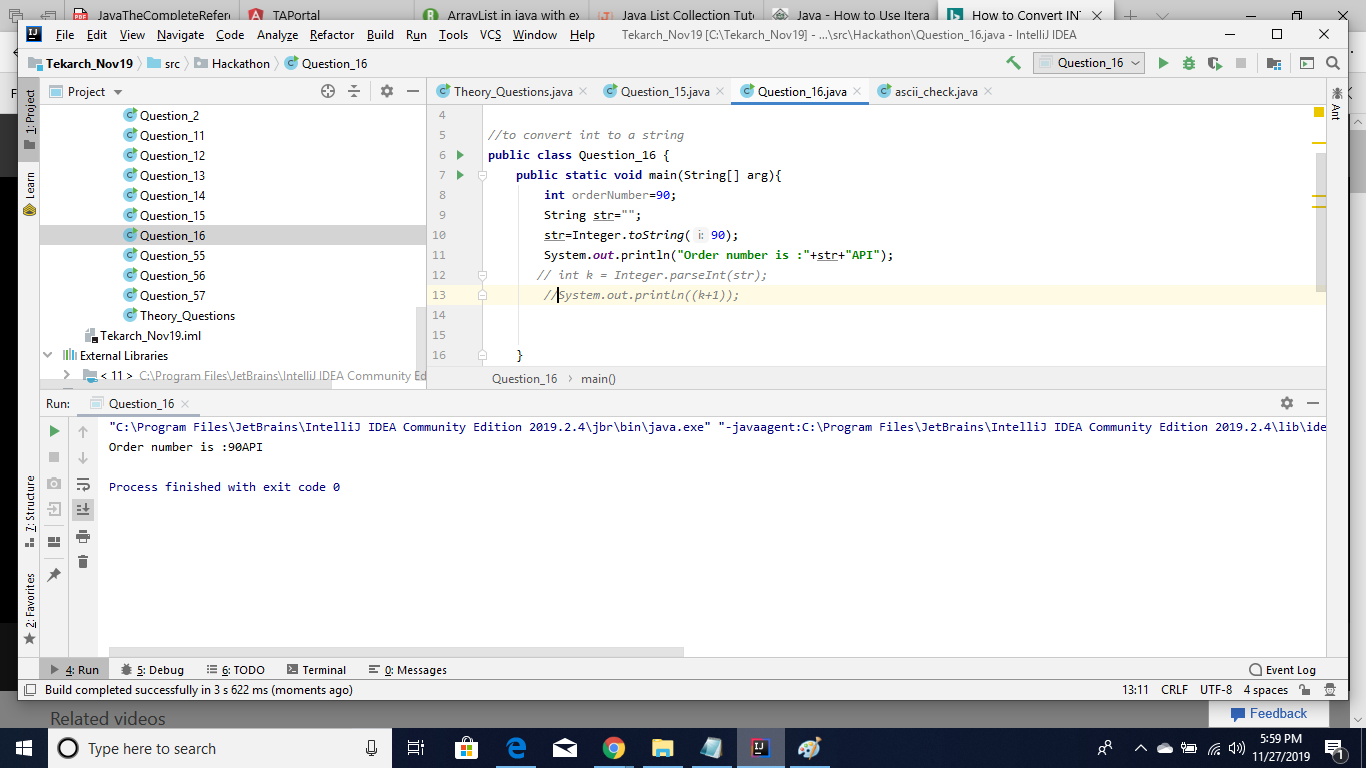 JavaTheCompleteRefere
TAPortal
ArrayList in java with ex
Java List Collection Tuto
Java - How to Use Itera
How to Convert INT
File Edit View Navigate Code Analyze Refactor Build Run Tools VCS Window Help Tekarch_Nov19 [C:\Tekarch_Nov19] - ...\src\Hackathon\Question_16.java - IntelliJ IDEA
Tekarch_Nov19 src Hackathon Question_16 Question_16
Project Theory_Questions.java Question_15.java Question_16.java ascii_check.java
1: Project
Learn
7: Structure
2: Favorites
Ant
Question_2
Question_11
Question_12
Question_13
Question_14
Question_15
Question_16
Question_55
Question_56
Question_57
Theory_Questions
Tekarch_Nov19.iml
External Libraries
< 11 > C:\Program Files\JetBrains\IntelliJ IDEA Community Ed
4
5 //to convert int to a string
6 public class Question_16 {
7 public static void main(String[] arg){
8 int orderNumber=90;
9 String str="";
10 str=Integer.toString( i: 90);
11 System.out.println("Order number is :"+str+"API");
12 // int k = Integer.parseInt(str);
13 //System.out.println((k+1));
14
15
16 }
Question_16 › main()
Run: Question_16
"C:\Program Files\JetBrains\IntelliJ IDEA Community Edition 2019.2.4\jbr\bin\java.exe" "-javaagent:C:\Program Files\JetBrains\IntelliJ IDEA Community Edition 2019.2.4\lib\ide
Order number is :90API
Process finished with exit code 0
4: Run 5: Debug 6: TODO Terminal 0: Messages Event Log
Build completed successfully in 3 s 622 ms (moments ago) 13:11 CRLF UTF-8 4 spaces
Related videos
Feedback
Type here to search
5:59 PM
11/27/2019
1